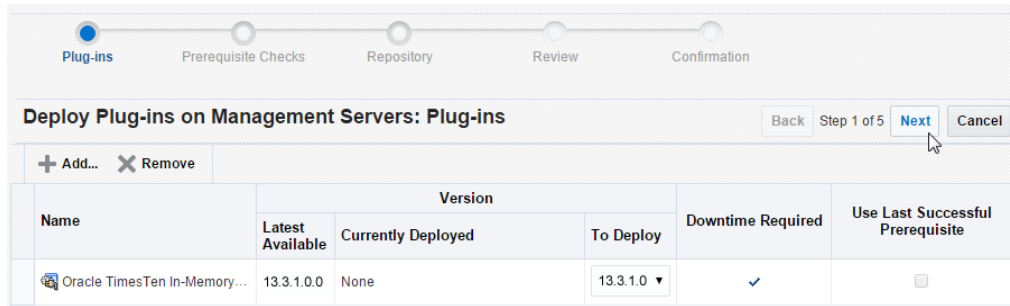 Plug-ins Prerequisite Checks Repository Review Confirmation
Deploy Plug-ins on Management Servers: Plug-ins Back Step 1 of 5 Next Cancel
Add... Remove
Name Version Downtime Required Use Last Successful Prerequisite
Latest Available Currently Deployed To Deploy
Oracle TimesTen In-Memory... 13.3.1.0.0 None 13.3.1.0